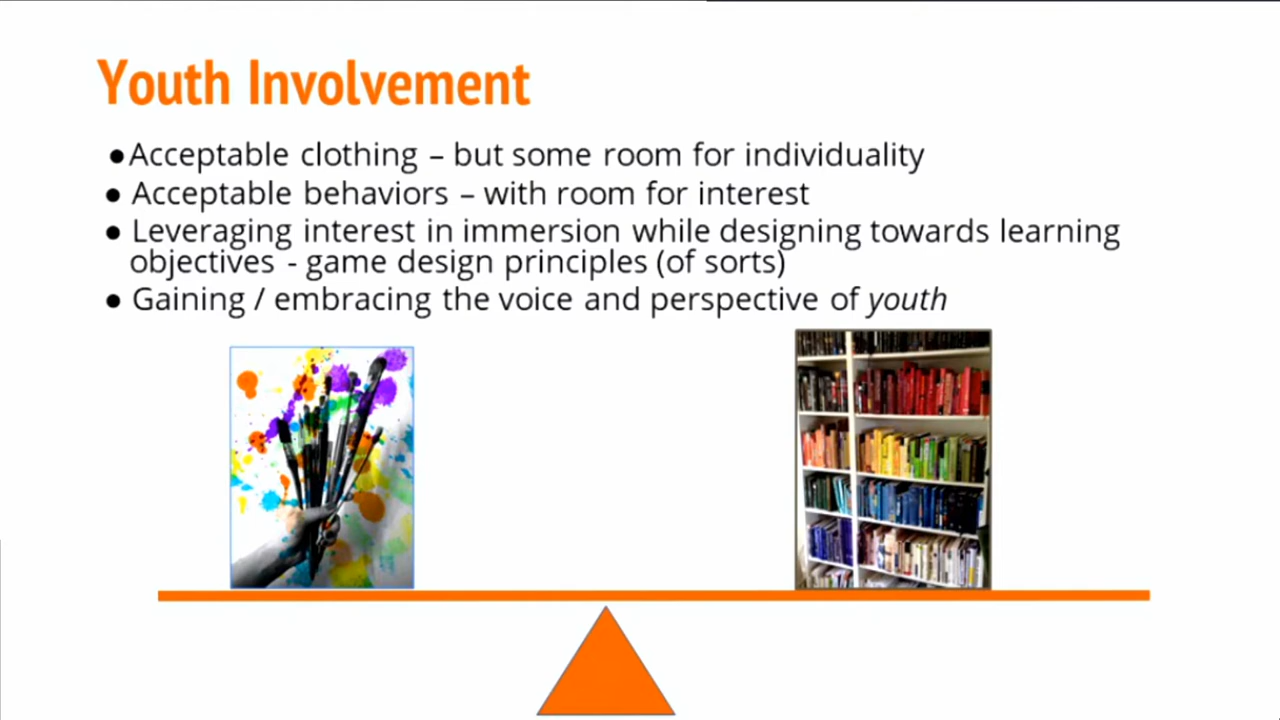 Youth Involvement
●Acceptable clothing – but some room for individuality
● Acceptable behaviors – with room for interest
● Leveraging interest in immersion while designing towards learning
objectives - game design principles (of sorts)
● Gaining / embracing the voice and perspective of youth